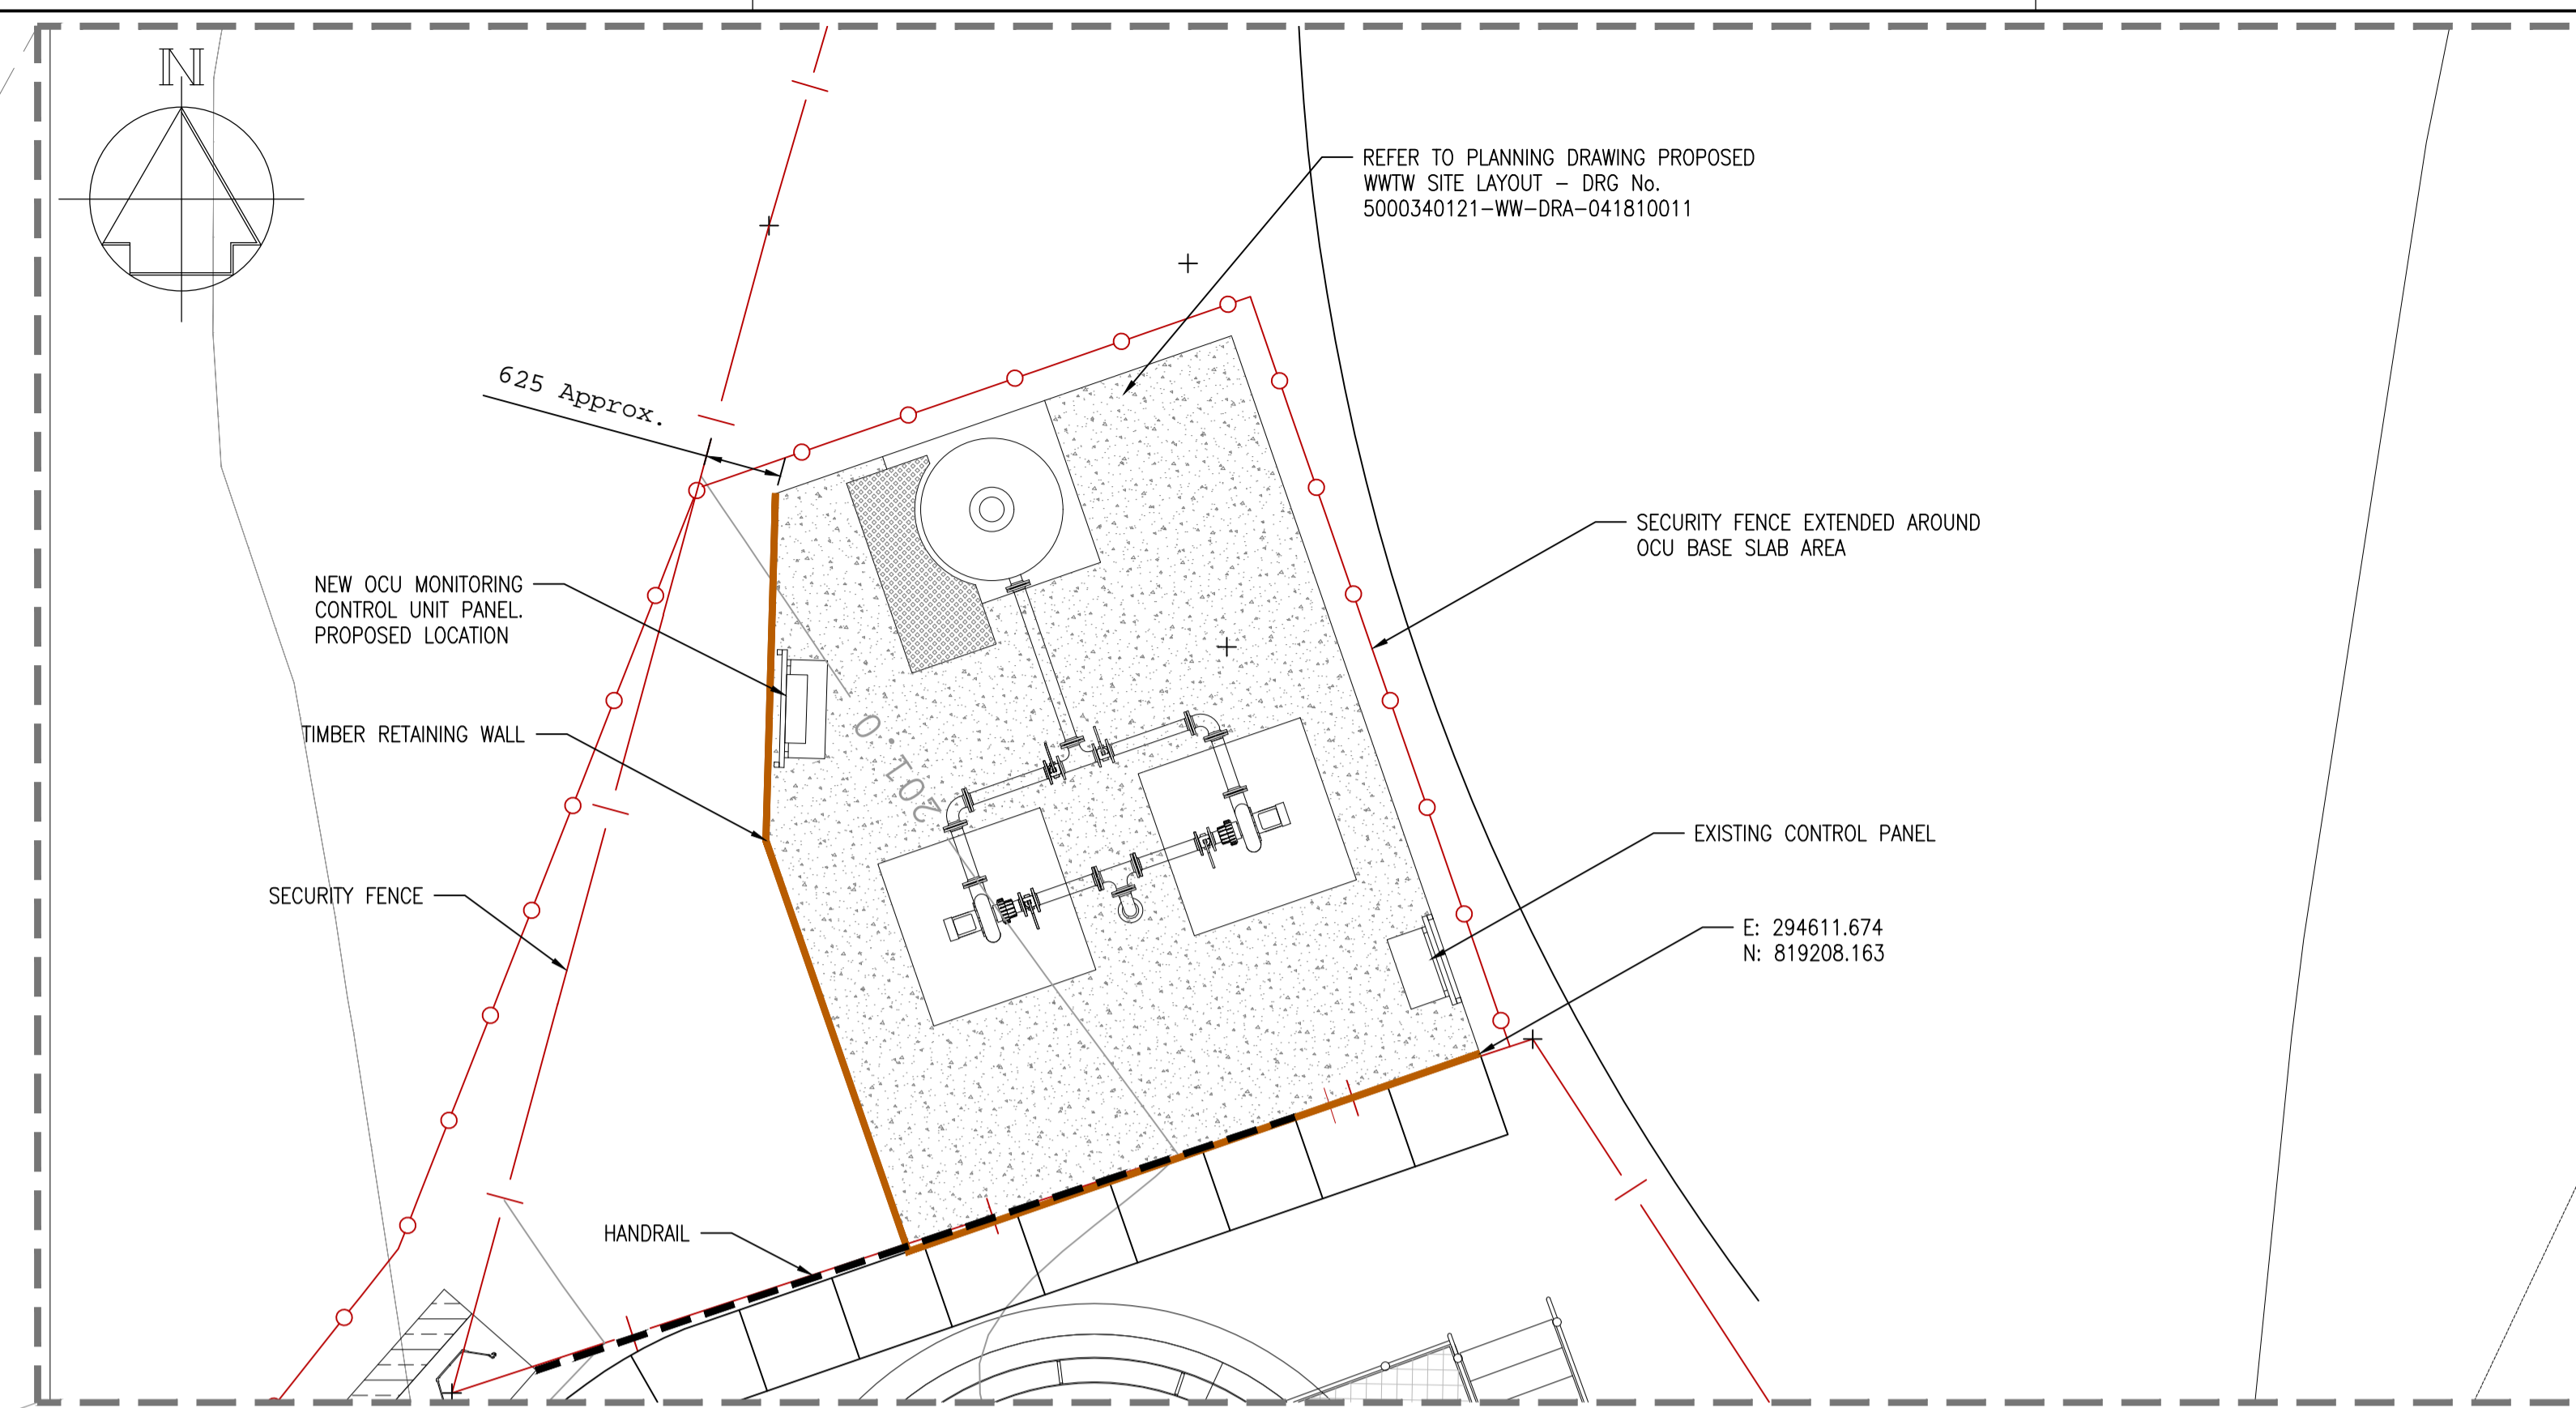 N
REFER TO PLANNING DRAWING PROPOSED
WWTW SITE LAYOUT – DRG No.
5000340121-WW-DRA-041810011
625 Approx.
SECURITY FENCE EXTENDED AROUND
OCU BASE SLAB AREA
NEW OCU MONITORING
CONTROL UNIT PANEL.
PROPOSED LOCATION
TIMBER RETAINING WALL
201.0
EXISTING CONTROL PANEL
SECURITY FENCE
E: 294611.674
N: 819208.163
HANDRAIL